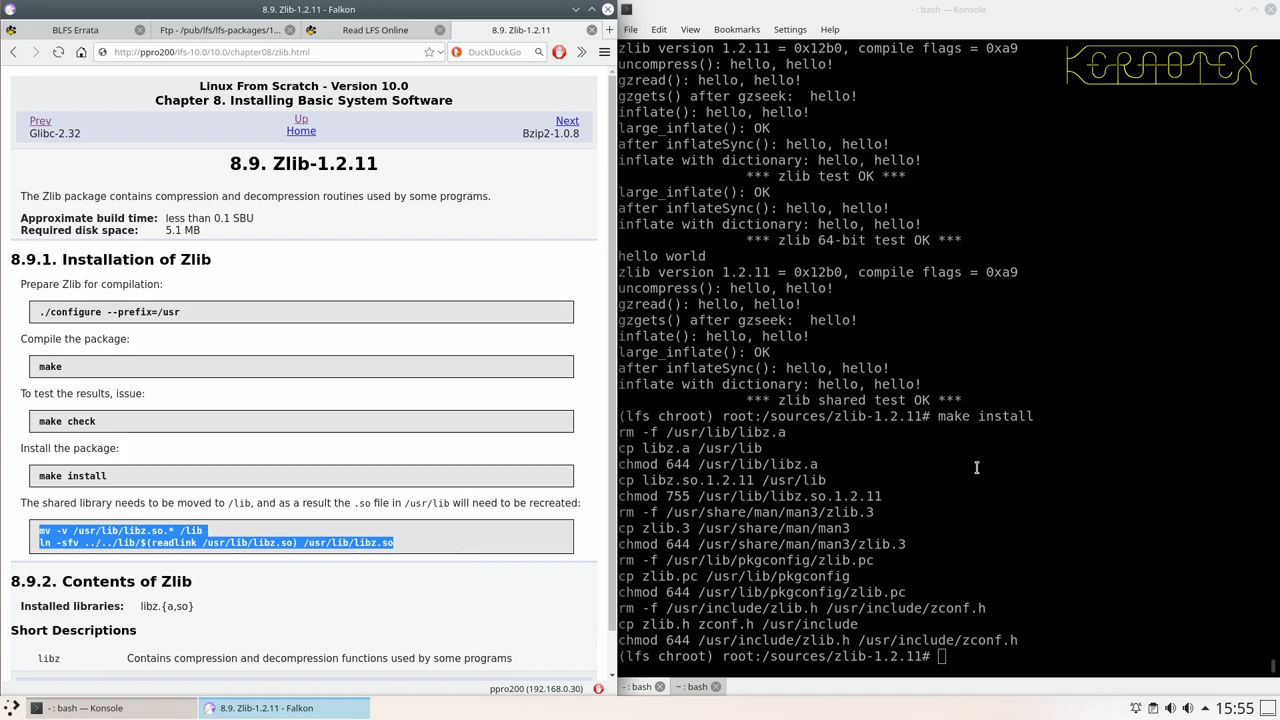 8.9. Zlib-1.2.11 - Falkon
BLFS Errata
Ftp - /pub/lfs/lfs-packages/1...
Read LFS Online
8.9. Zlib-1.2.11
http://ppro200/lfs-10.0/10.0/chapter08/zlib.html
DuckDuckGo
Linux From Scratch - Version 10.0
Chapter 8. Installing Basic System Software
Prev
Up
Next
Glibc-2.32
Home
Bzip2-1.0.8
8.9. Zlib-1.2.11
The Zlib package contains compression and decompression routines used by some programs.
Approximate build time: less than 0.1 SBU
Required disk space: 5.1 MB
8.9.1. Installation of Zlib
Prepare Zlib for compilation:
./configure --prefix=/usr
Compile the package:
make
To test the results, issue:
make check
Install the package:
make install
The shared library needs to be moved to /lib, and as a result the .so file in /usr/lib will need to be recreated:
mv -v /usr/lib/libz.so.* /lib
ln -sfv ../../lib/$(readlink /usr/lib/libz.so) /usr/lib/libz.so
8.9.2. Contents of Zlib
Installed libraries: libz.{a,so}
Short Descriptions
libz Contains compression and decompression functions used by some programs
ppro200 (192.168.0.30)
- : bash — Konsole
File Edit View Bookmarks Settings Help
zlib version 1.2.11 = 0x12b0, compile flags = 0xa9
uncompress(): hello, hello!
gzread(): hello, hello!
gzgets() after gzseek:  hello!
inflate(): hello, hello!
large_inflate(): OK
after inflateSync(): hello, hello!
inflate with dictionary: hello, hello!
*** zlib test OK ***
large_inflate(): OK
after inflateSync(): hello, hello!
inflate with dictionary: hello, hello!
*** zlib 64-bit test OK ***
hello world
zlib version 1.2.11 = 0x12b0, compile flags = 0xa9
uncompress(): hello, hello!
gzread(): hello, hello!
gzgets() after gzseek:  hello!
inflate(): hello, hello!
large_inflate(): OK
after inflateSync(): hello, hello!
inflate with dictionary: hello, hello!
*** zlib shared test OK ***
(lfs chroot) root:/sources/zlib-1.2.11# make install
rm -f /usr/lib/libz.a
cp libz.a /usr/lib
chmod 644 /usr/lib/libz.a
cp libz.so.1.2.11 /usr/lib
chmod 755 /usr/lib/libz.so.1.2.11
rm -f /usr/share/man/man3/zlib.3
cp zlib.3 /usr/share/man/man3
chmod 644 /usr/share/man/man3/zlib.3
rm -f /usr/lib/pkgconfig/zlib.pc
cp zlib.pc /usr/lib/pkgconfig
chmod 644 /usr/lib/pkgconfig/zlib.pc
rm -f /usr/include/zlib.h /usr/include/zconf.h
cp zlib.h zconf.h /usr/include
chmod 644 /usr/include/zlib.h /usr/include/zconf.h
(lfs chroot) root:/sources/zlib-1.2.11#
- : bash
~ : bash
- : bash — Konsole
8.9. Zlib-1.2.11 - Falkon
15:55